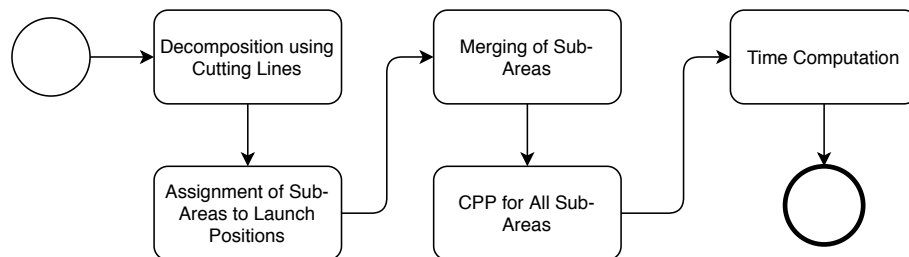 Decomposition using
Cutting Lines
Assignment of Sub-
Areas to Launch
Positions
Merging of Sub-
Areas
CPP for All Sub-
Areas
Time Computation